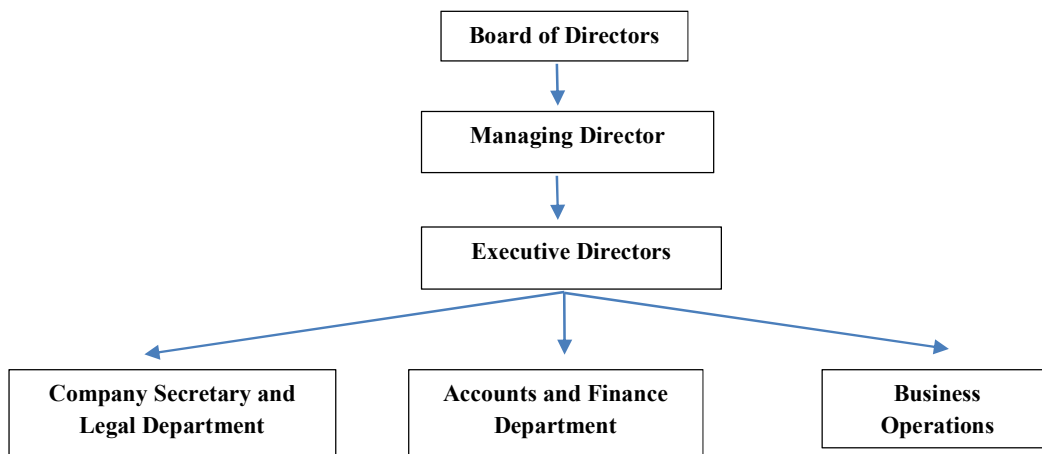 Board of Directors
Managing Director
Executive Directors
Company Secretary and
Legal Department
Accounts and Finance
Department
Business
Operations